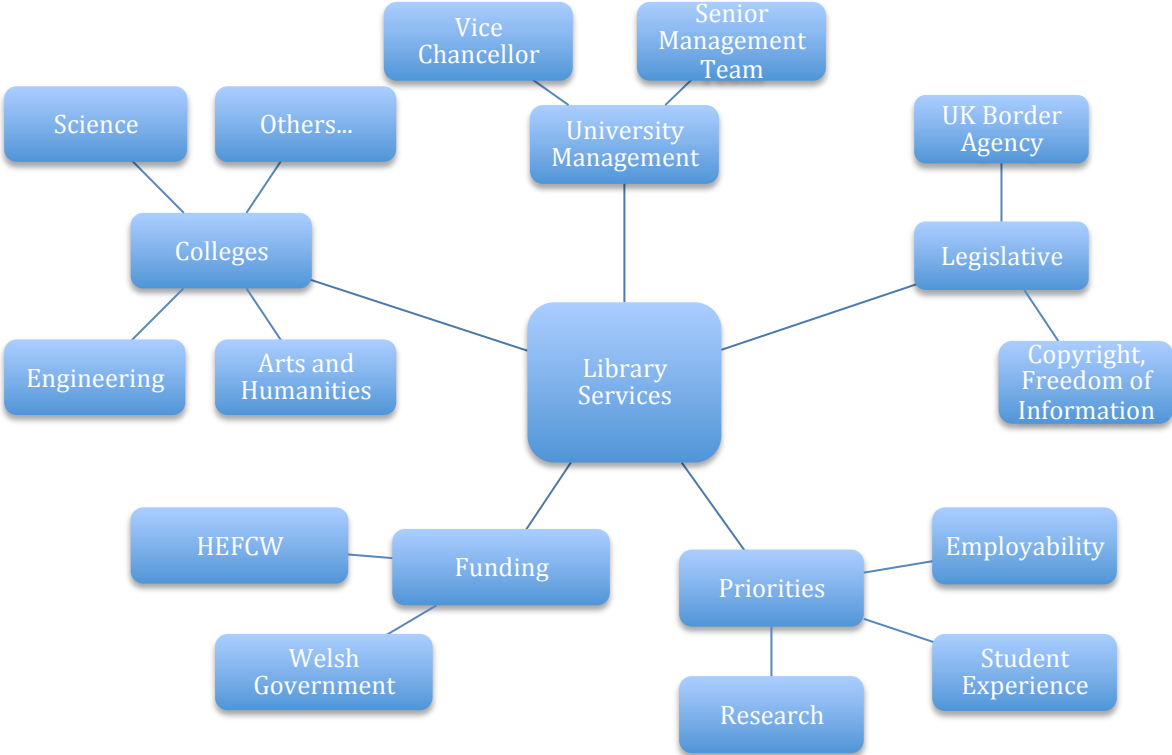 Vice
Chancellor
Senior
Management
Team
Science
Others...
University
Management
UK Border
Agency
Colleges
Legislative
Engineering
Arts and
Humanities
Library
Services
Copyright,
Freedom of
Information
HEFCW
Funding
Employability
Priorities
Welsh
Government
Student
Experience
Research